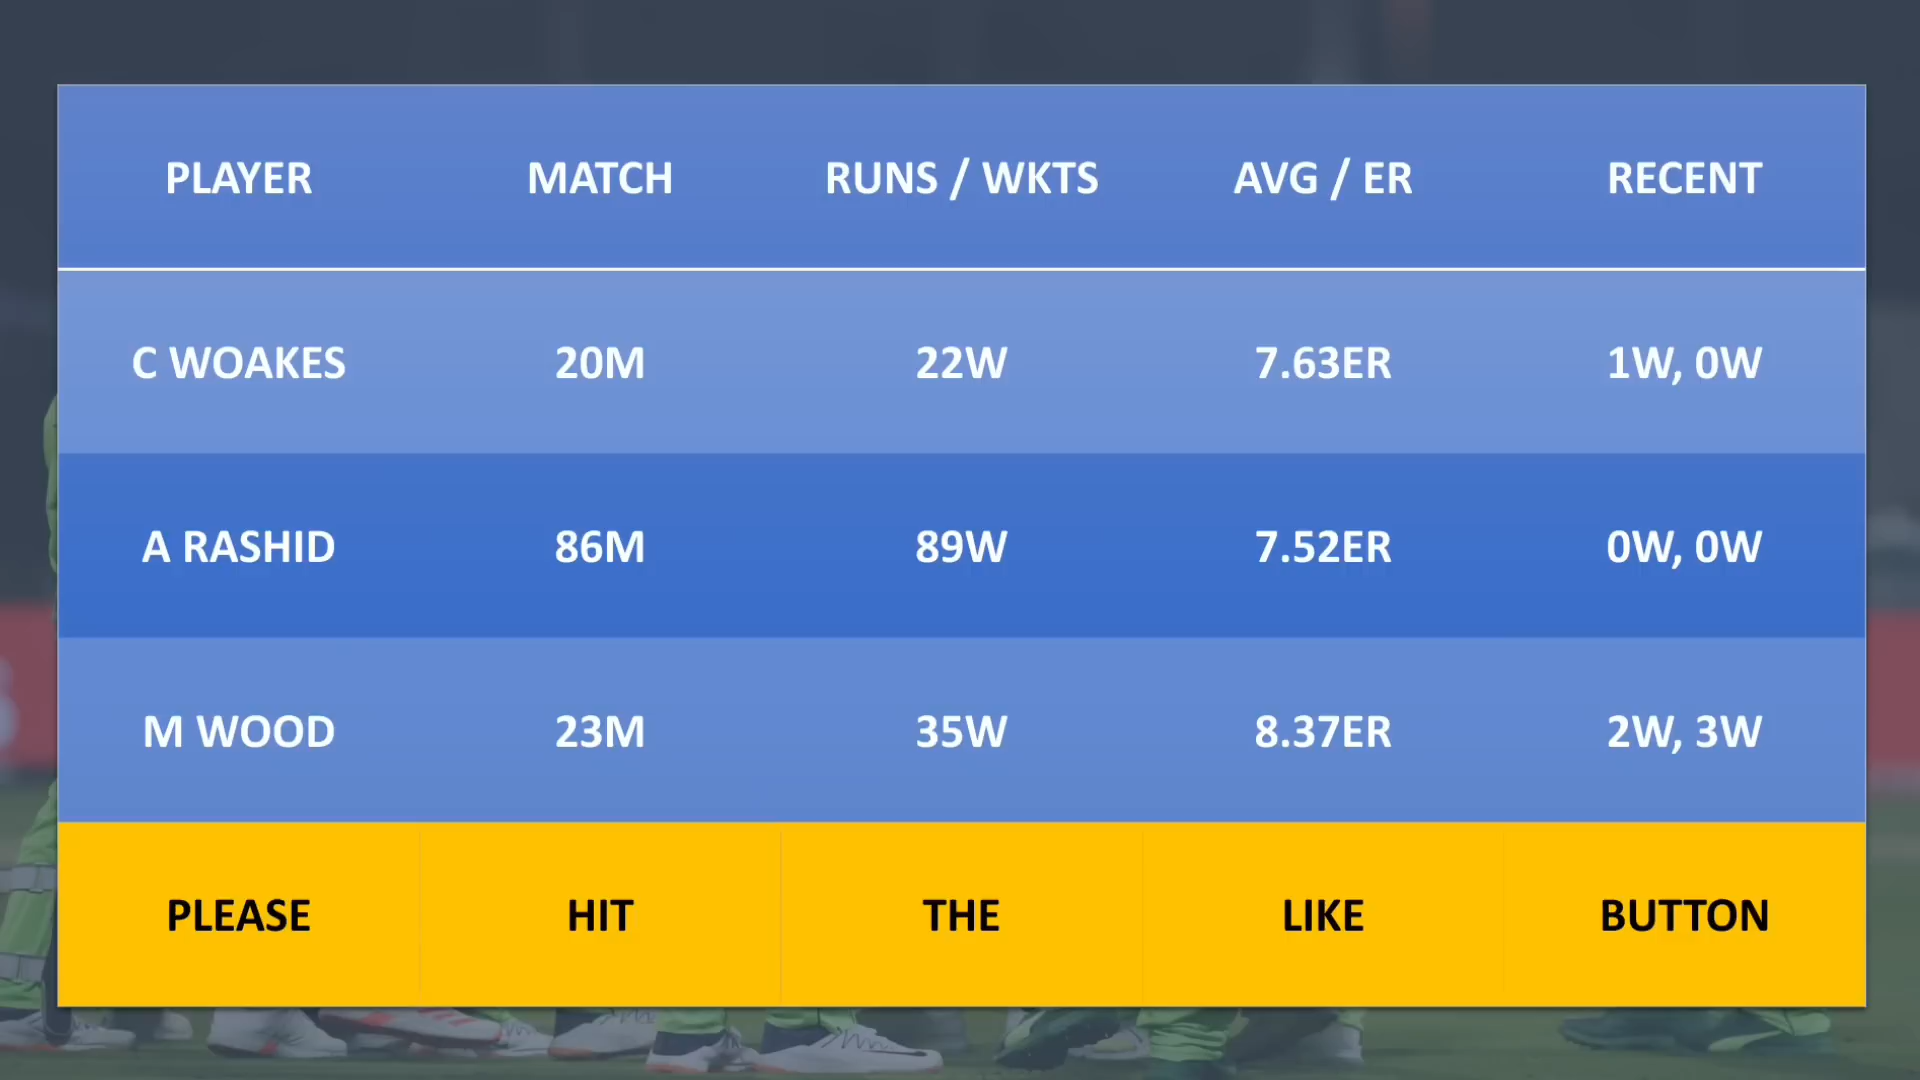 PLAYER MATCH RUNS / WKTS AVG / ER RECENT
C WOAKES 20M 22W 7.63ER 1W, 0W
A RASHID 86M 89W 7.52ER 0W, 0W
M WOOD 23M 35W 8.37ER 2W, 3W
PLEASE HIT THE LIKE BUTTON